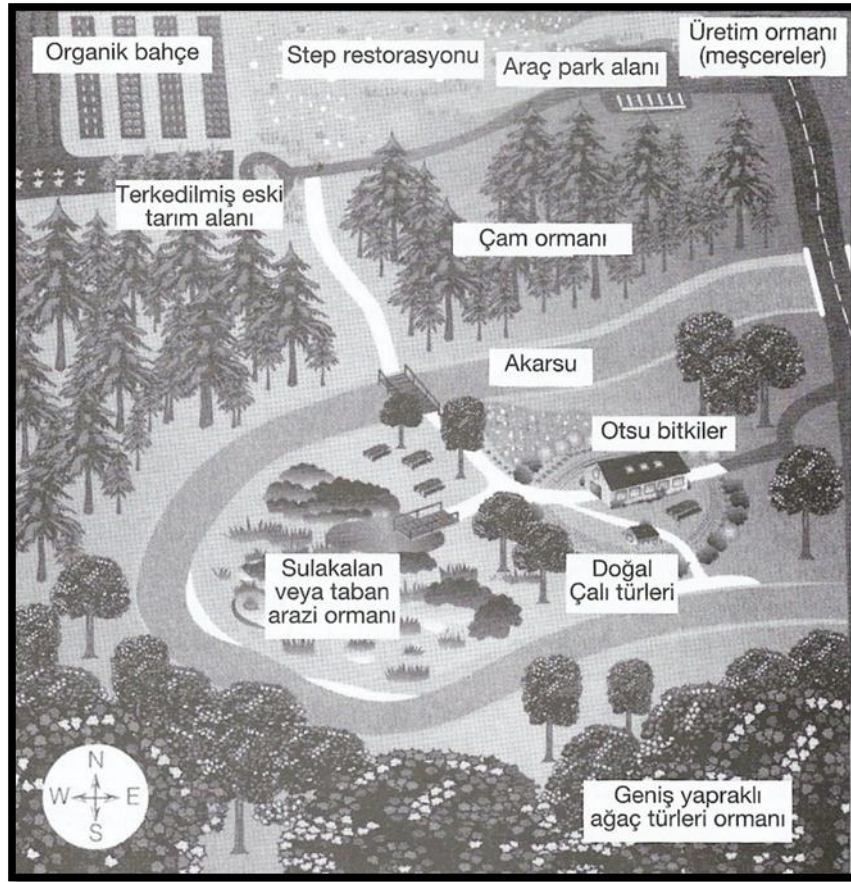 Organik bahçe
Step restorasyonu
Araç park alanı
Üretim ormanı
(meşcereler)
Terkedilmiş eski
tarım alanı
Çam ormanı
Akarsu
Otsu bitkiler
Sulakalan
veya taban
arazi ormanı
Doğal
Çalı türleri
Geniş yapraklı
ağaç türleri ormanı
N
W E
S